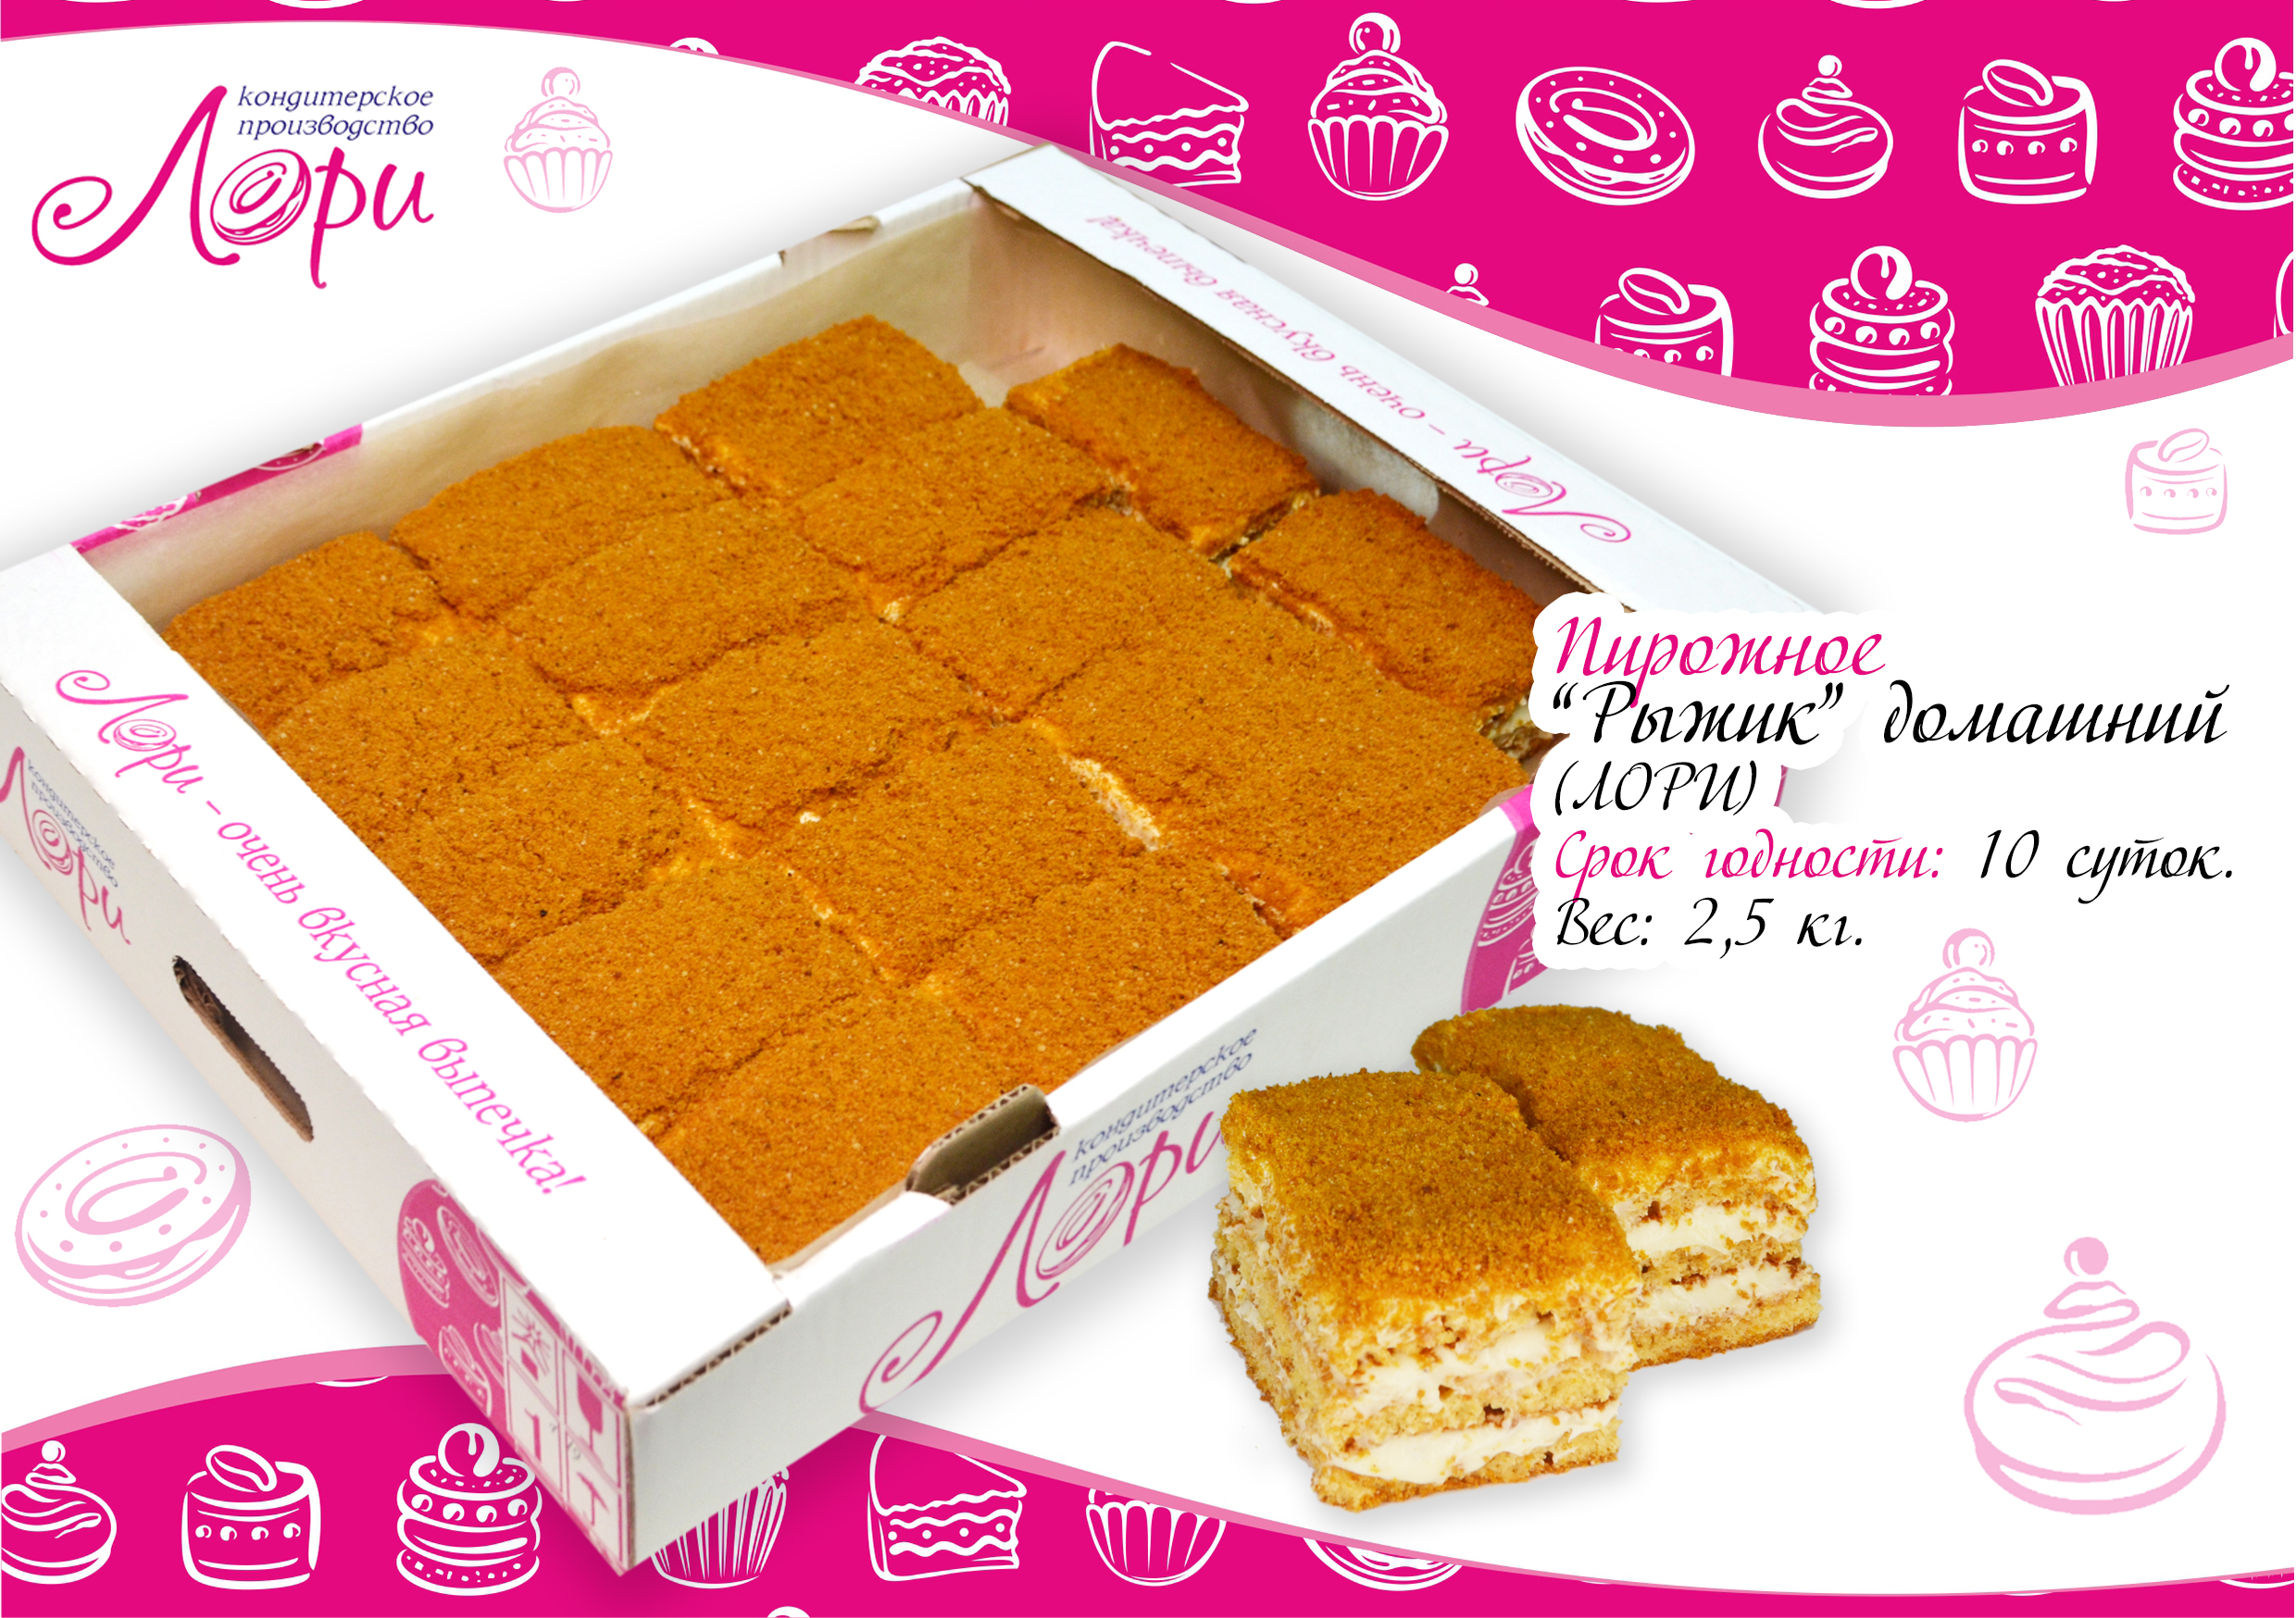 кондитерское
производство
Лори
Лори – очень вкусная выпечка!
Пирожное
“Рыжик” домашний
(ЛОРИ)
Срок годности: 10 суток.
Вес: 2,5 кг.
Лори – очень вкусная выпечка!
кондитерское
производство
Лори
кондитерское
производство
Лори